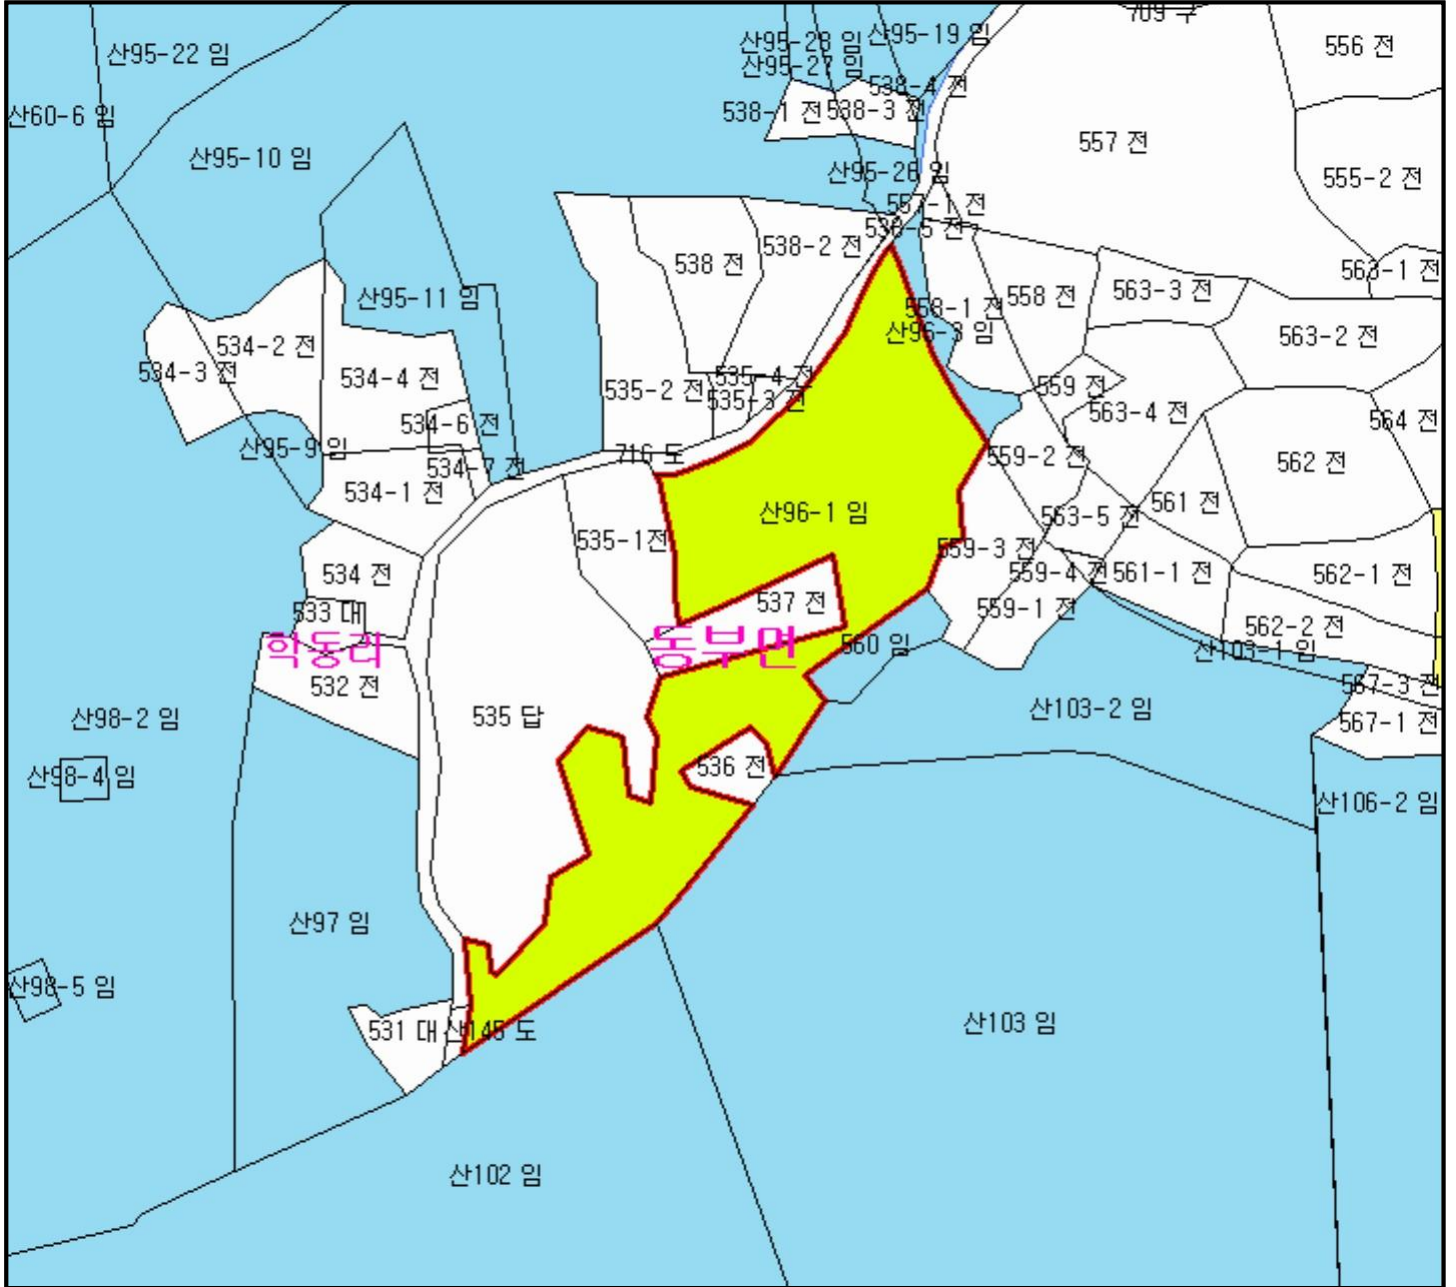 709 구
산95-22 임
산95-28 임
산95-19 임
556 전
산95-27 임
538-4 전
산60-6 임
538-1 전
538-3 전
557 전
산95-10 임
산95-26 임
555-2 전
557-1 전
536-5 전
538-2 전
538 전
563-1 전
산95-11 임
558 전
563-3 전
558-1 전
산96-3 임
563-2 전
534-2 전
534-3 전
534-4 전
535-2 전
535-4 전
535-3 전
559 전
563-4 전
564 전
534-6 전
산95-9 임
716 도
559-2 전
562 전
534-7 전
534-1 전
561 전
산96-1 임
563-5 전
535-1전
559-3 전
534 전
559-4 전
561-1 전
562-1 전
537 전
533 대
559-1 전
562-2 전
학동리
동부면
560 임
산103-1 임
532 전
567-3 전
산98-2 임
535 답
산103-2 임
567-1 전
536 전
산98-4 임
산106-2 임
산97 임
산98-5 임
531 대
산145 도
산103 임
산102 임